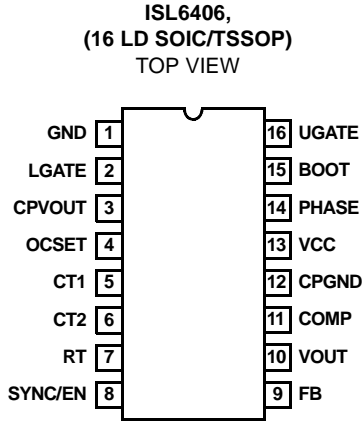 ISL6406,
(16 LD SOIC/TSSOP)
TOP VIEW
GND 1 16 UGATE
LGATE 2 15 BOOT
CPVOUT 3 14 PHASE
OCSET 4 13 VCC
CT1 5 12 CPGND
CT2 6 11 COMP
RT 7 10 VOUT
SYNC/EN 8 9 FB